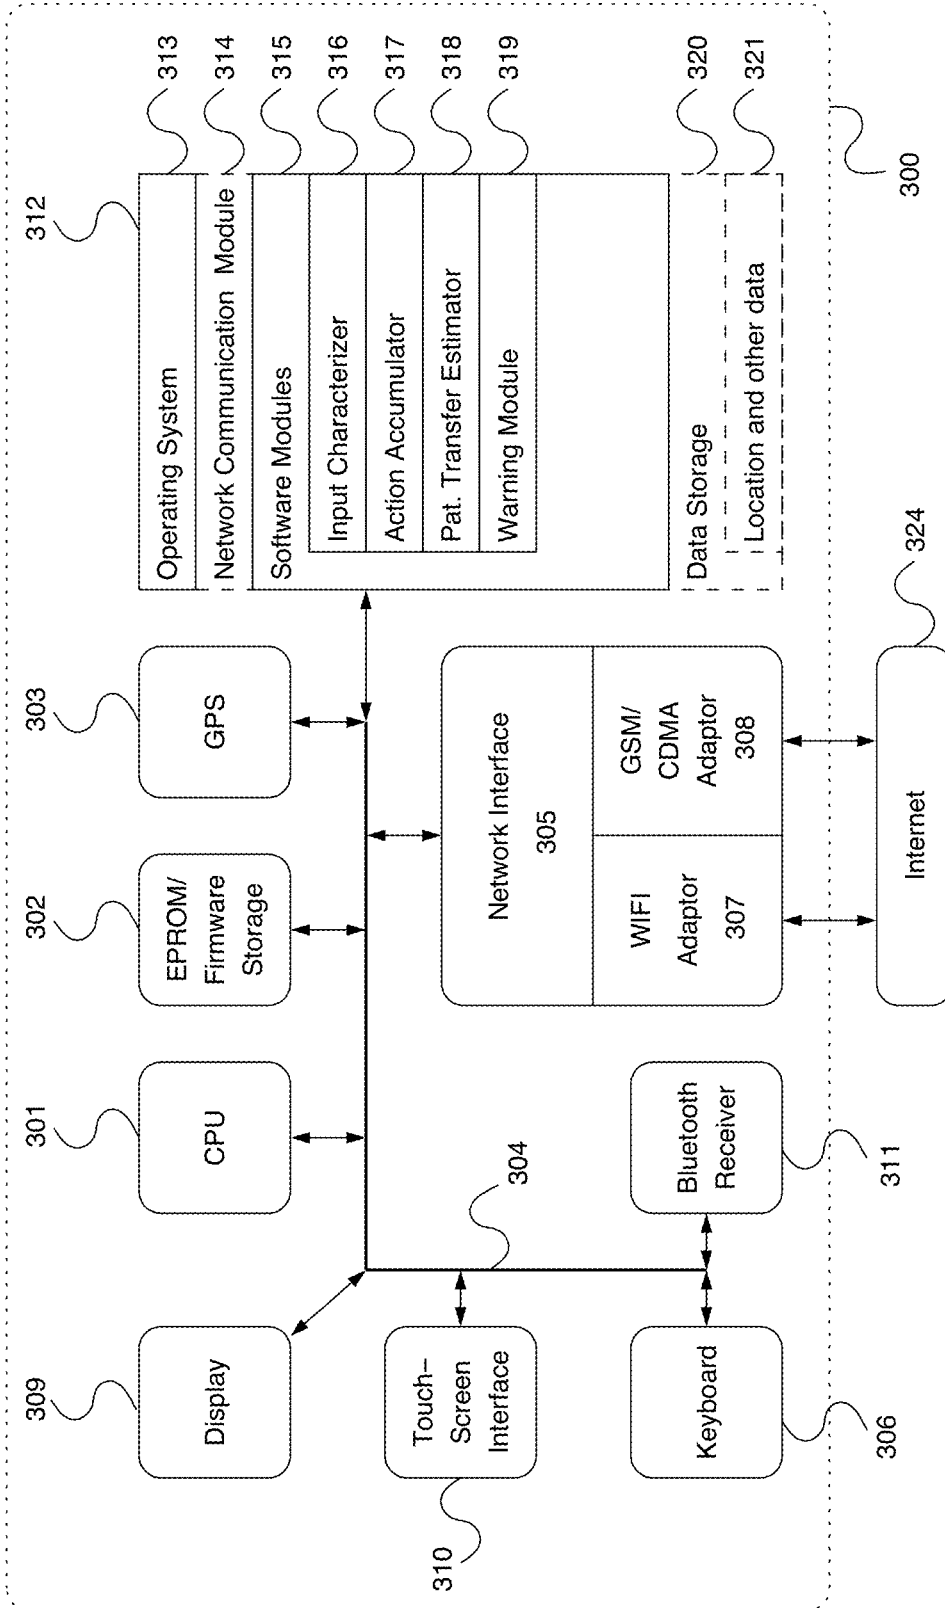 309
Display
301
CPU
302
EPROM/
Firmware
Storage
303
GPS
312
Operating System
313
Network Communication Module
314
Software Modules
315
Input Characterizer
316
Action Accumulator
317
Pat. Transfer Estimator
318
Warning Module
319
Data Storage
320
Location and other data
321
310
Touch–
Screen
Interface
304
Network Interface
305
WIFI
Adaptor
307
GSM/
CDMA
Adaptor
308
Keyboard
306
Bluetooth
Receiver
311
300
Internet
324